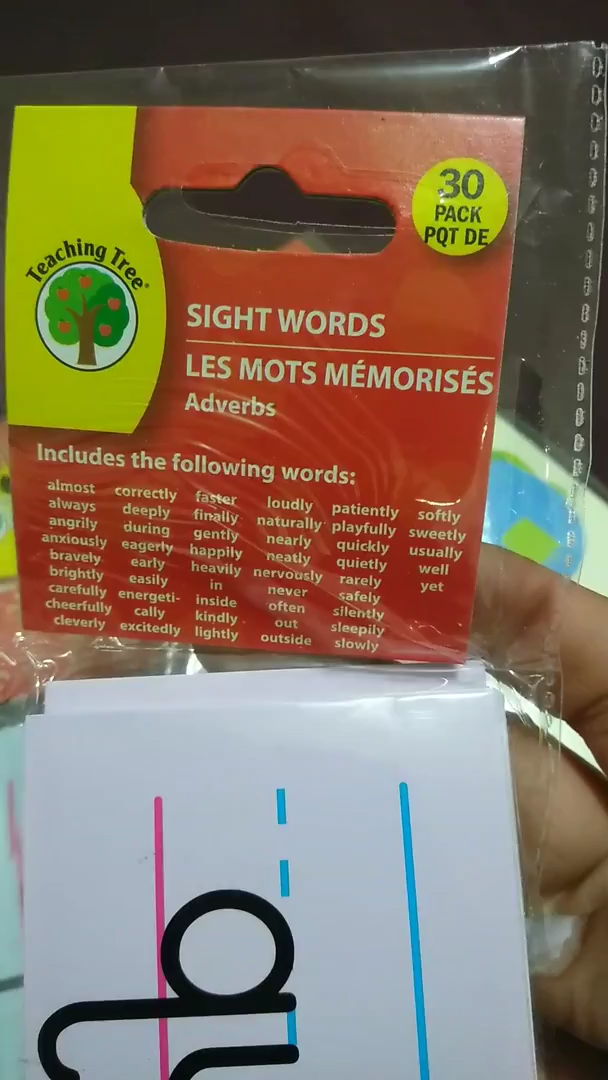 Teaching Tree®
30
PACK
PQT DE
SIGHT WORDS
LES MOTS MÉMORISÉS
Adverbs
Includes the following words:
almost
always
angrily
anxiously
bravely
brightly
carefully
cheerfully
cleverly
correctly
deeply
during
eagerly
early
easily
energeti-
cally
excitedly
faster
finally
gently
happily
heavily
in
inside
kindly
lightly
loudly
naturally
nearly
neatly
nervously
never
often
out
outside
patiently
playfully
quickly
quietly
rarely
safely
silently
sleepily
slowly
softly
sweetly
usually
well
yet